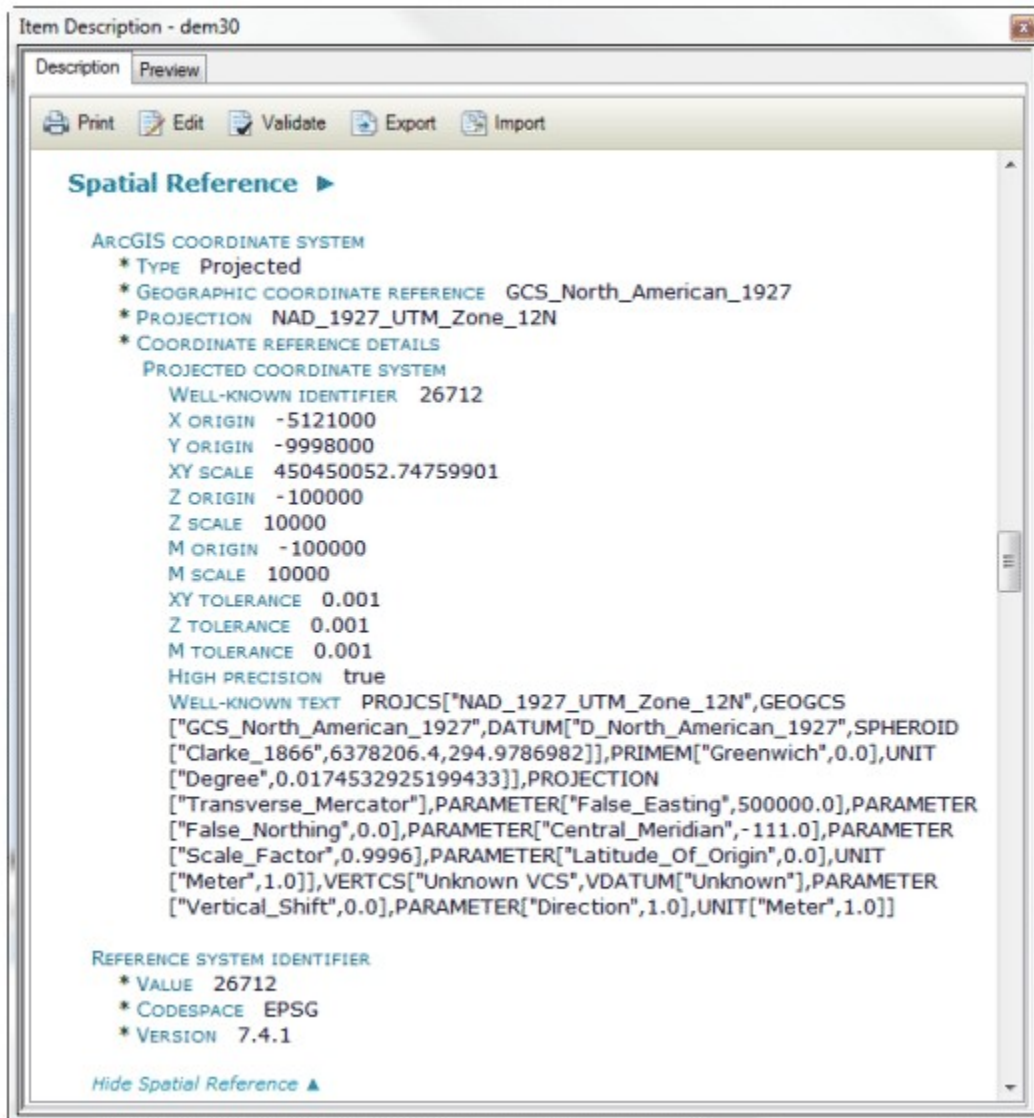 Item Description - dem30
x
Description Preview
Print Edit Validate Export Import
Spatial Reference ►
ARCGIS COORDINATE SYSTEM
* TYPE Projected
* GEOGRAPHIC COORDINATE REFERENCE GCS_North_American_1927
* PROJECTION NAD_1927_UTM_Zone_12N
* COORDINATE REFERENCE DETAILS
PROJECTED COORDINATE SYSTEM
WELL-KNOWN IDENTIFIER 26712
X ORIGIN -5121000
Y ORIGIN -9998000
XY SCALE 450450052.74759901
Z ORIGIN -100000
Z SCALE 10000
M ORIGIN -100000
M SCALE 10000
XY TOLERANCE 0.001
Z TOLERANCE 0.001
M TOLERANCE 0.001
HIGH PRECISION true
WELL-KNOWN TEXT PROJCS["NAD_1927_UTM_Zone_12N",GEOGCS
["GCS_North_American_1927",DATUM["D_North_American_1927",SPHEROID
["Clarke_1866",6378206.4,294.9786982]],PRIMEM["Greenwich",0.0],UNIT
["Degree",0.0174532925199433]],PROJECTION
["Transverse_Mercator"],PARAMETER["False_Easting",500000.0],PARAMETER
["False_Northing",0.0],PARAMETER["Central_Meridian",-111.0],PARAMETER
["Scale_Factor",0.9996],PARAMETER["Latitude_Of_Origin",0.0],UNIT
["Meter",1.0]],VERTCS["Unknown VCS",VDATUM["Unknown"],PARAMETER
["Vertical_Shift",0.0],PARAMETER["Direction",1.0],UNIT["Meter",1.0]]
REFERENCE SYSTEM IDENTIFIER
* VALUE 26712
* CODESPACE EPSG
* VERSION 7.4.1
Hide Spatial Reference ▲